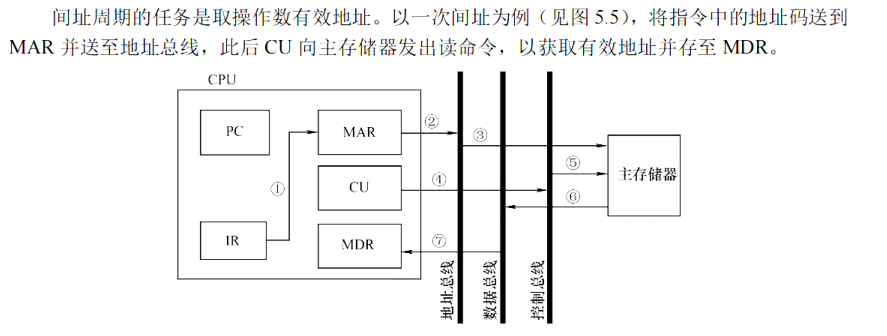 间址周期的任务是取操作数有效地址。以一次间址为例（见图 5.5），将指令中的地址码送到
MAR 并送至地址总线，此后 CU 向主存储器发出读命令，以获取有效地址并存至 MDR。
CPU
PC
MAR
②
③
⑤
主存储器
①
CU
④
⑥
IR
MDR
⑦
地址总线
数据总线
控制总线